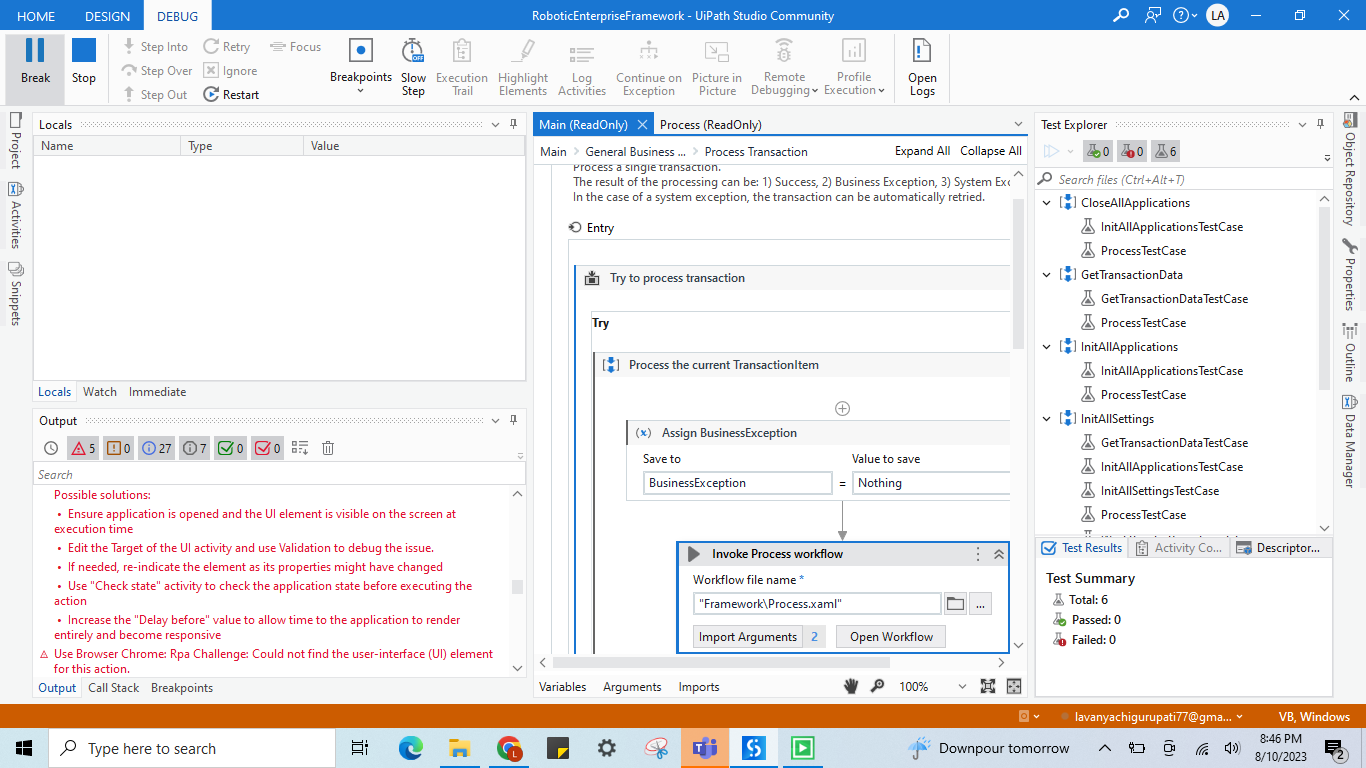 HOME DESIGN DEBUG
RoboticEnterpriseFramework - UiPath Studio Community
LA
Break
Stop
Step Into
Step Over
Step Out
Retry
Ignore
Restart
Focus
Breakpoints
Slow
Step
OFF
Execution
Trail
Highlight
Elements
Log
Activities
Continue on
Exception
Picture in
Picture
Remote
Debugging
Profile
Execution
Open
Logs
Project
Activities
Snippets
Locals
Name Type Value
Locals Watch Immediate
Output
5 0 27 7 0 0
Search
Possible solutions:
• Ensure application is opened and the UI element is visible on the screen at
execution time
• Edit the Target of the UI activity and use Validation to debug the issue.
• If needed, re-indicate the element as its properties might have changed
• Use "Check state" activity to check the application state before executing the
action
• Increase the "Delay before" value to allow time to the application to render
entirely and become responsive
Use Browser Chrome: Rpa Challenge: Could not find the user-interface (UI) element
for this action.
Output Call Stack Breakpoints
Main (ReadOnly) Process (ReadOnly)
Main > General Business ... > Process Transaction
Expand All Collapse All
Process a single transaction.
The result of the processing can be: 1) Success, 2) Business Exception, 3) System Exc
In the case of a system exception, the transaction can be automatically retried.
Entry
Try to process transaction
Try
Process the current TransactionItem
(x) Assign BusinessException
Save to Value to save
BusinessException = Nothing
Invoke Process workflow
Workflow file name *
"Framework\Process.xaml" ...
Import Arguments 2 Open Workflow
Variables Arguments Imports
100%
Test Explorer
0 0 6
Search files (Ctrl+Alt+T)
CloseAllApplications
InitAllApplicationsTestCase
ProcessTestCase
GetTransactionData
GetTransactionDataTestCase
ProcessTestCase
InitAllApplications
InitAllApplicationsTestCase
ProcessTestCase
InitAllSettings
GetTransactionDataTestCase
InitAllApplicationsTestCase
InitAllSettingsTestCase
ProcessTestCase
Test Results Activity Co... Descriptor...
Test Summary
Total: 6
Passed: 0
Failed: 0
Object Repository
Properties
Outline
Data Manager
lavanyachigurupati77@gma...
VB, Windows
Type here to search
L
Downpour tomorrow
8:46 PM
8/10/2023
2